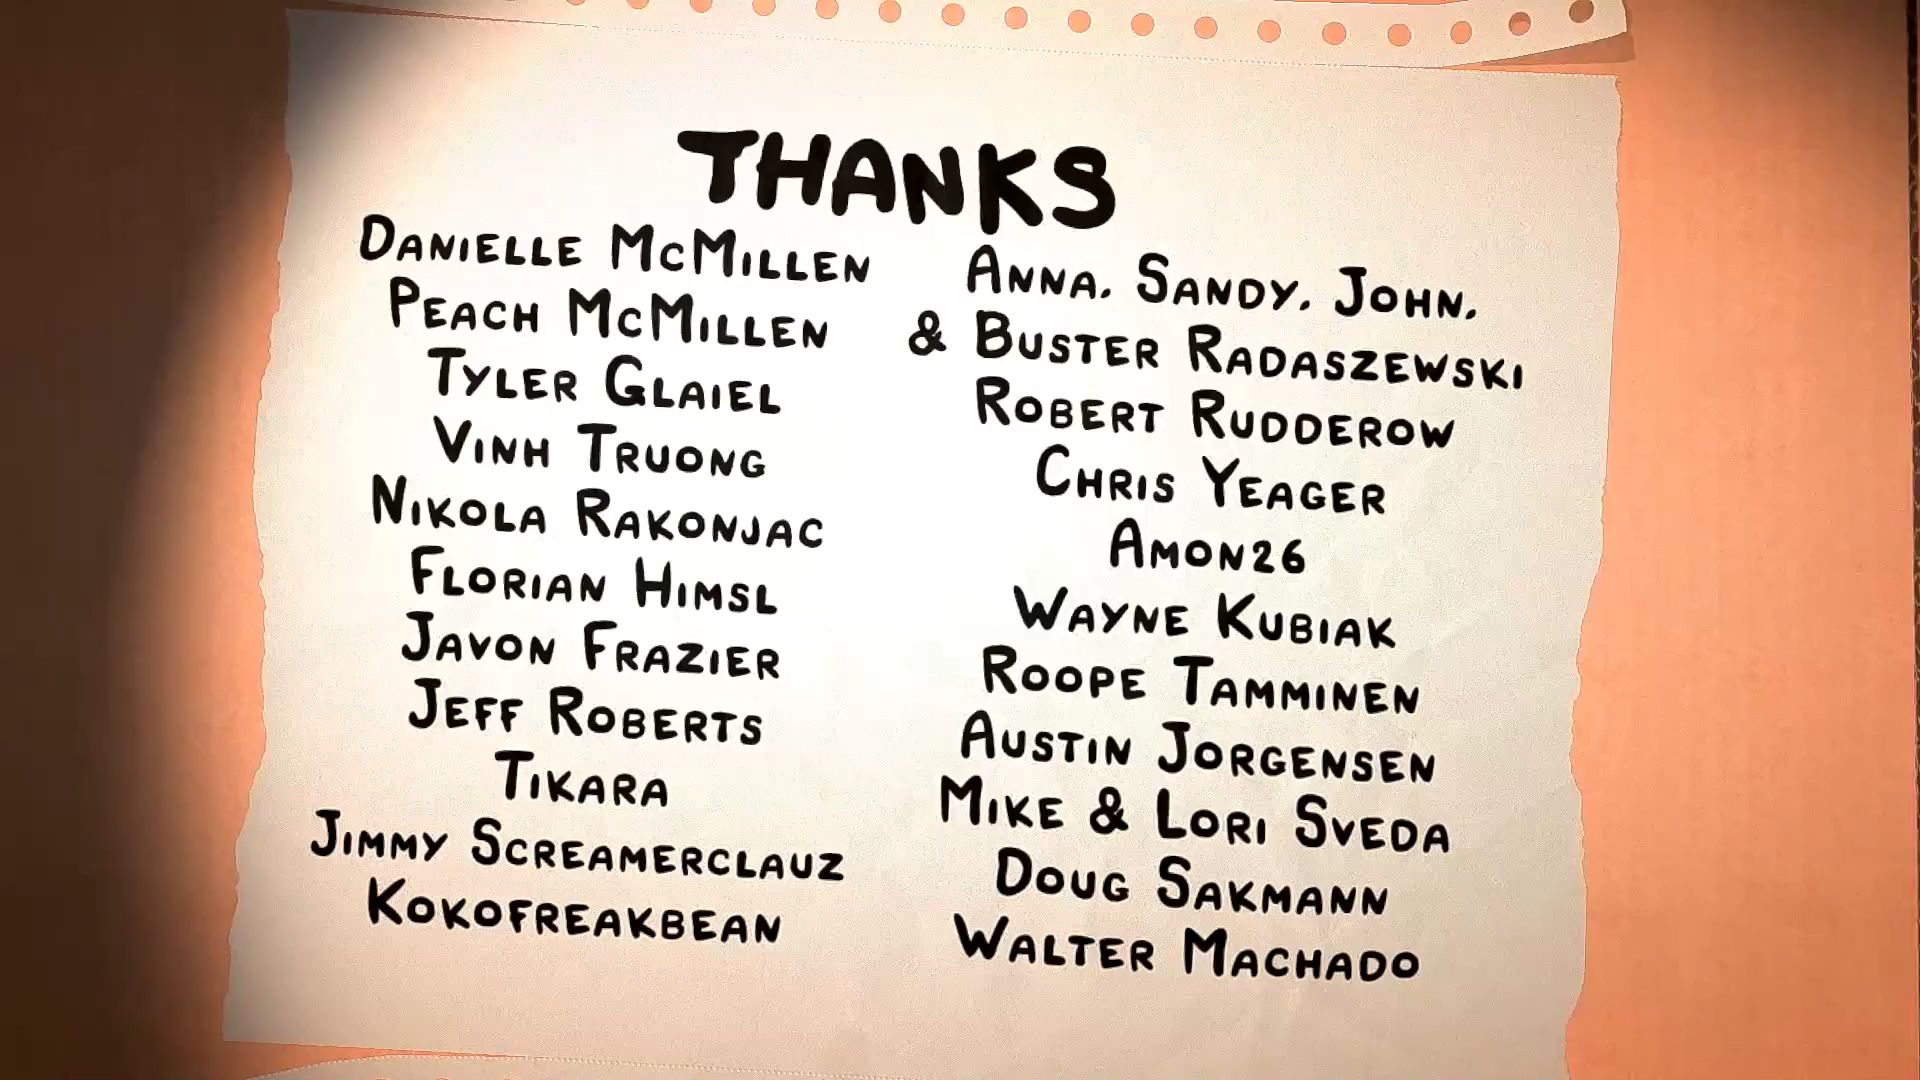 THANKS
DANIELLE MCMILLEN
PEACH MCMILLEN
TYLER GLAIEL
VINH TRUONG
NIKOLA RAKONJAC
FLORIAN HIMSL
JAVON FRAZIER
JEFF ROBERTS
TIKARA
JIMMY SCREAMERCLAUZ
KOKOFREAKBEAN
ANNA, SANDY, JOHN,
& BUSTER RADASZEWSKI
ROBERT RUDDEROW
CHRIS YEAGER
AMON26
WAYNE KUBIAK
ROOPE TAMMINEN
AUSTIN JORGENSEN
MIKE & LORI SVEDA
DOUG SAKMANN
WALTER MACHADO